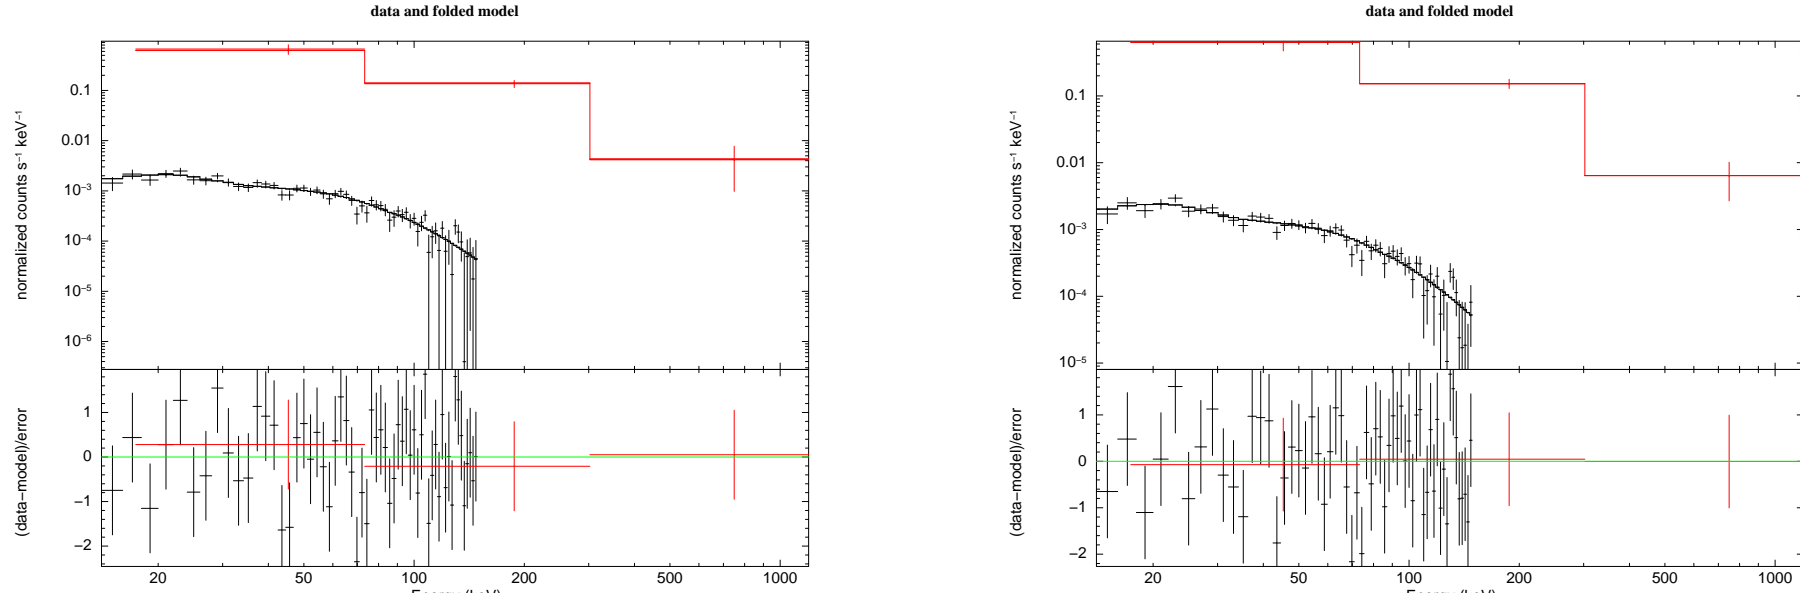 data and folded model
normalized counts s⁻¹ keV⁻¹
0.1
0.01
10⁻³
10⁻⁴
10⁻⁵
10⁻⁶
(data−model)/error
1
0
−1
−2
20 50 100 200 500 1000
data and folded model
normalized counts s⁻¹ keV⁻¹
0.1
0.01
10⁻³
10⁻⁴
10⁻⁵
(data−model)/error
1
0
−1
−2
20 50 100 200 500 1000